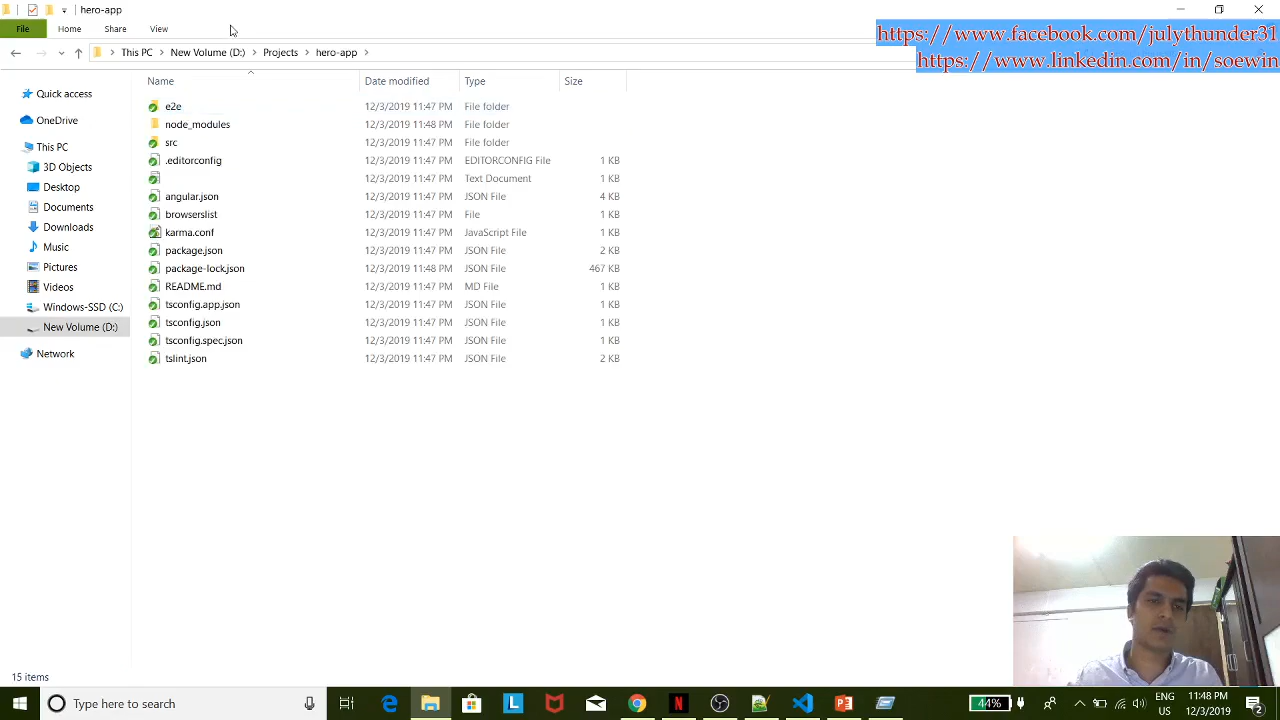 hero-app
File Home Share View
https://www.facebook.com/julythunder31
This PC > New Volume (D:) > Projects > hero-app >
https://www.linkedin.com/in/soewin
Name Date modified Type Size
Quick access
OneDrive
This PC
3D Objects
Desktop
Documents
Downloads
Music
Pictures
Videos
Windows-SSD (C:)
New Volume (D:)
Network
e2e 12/3/2019 11:47 PM File folder
node_modules 12/3/2019 11:48 PM File folder
src 12/3/2019 11:47 PM File folder
.editorconfig 12/3/2019 11:47 PM EDITORCONFIG File 1 KB
12/3/2019 11:47 PM Text Document 1 KB
angular.json 12/3/2019 11:47 PM JSON File 4 KB
browserslist 12/3/2019 11:47 PM File 1 KB
karma.conf 12/3/2019 11:47 PM JavaScript File 1 KB
package.json 12/3/2019 11:47 PM JSON File 2 KB
package-lock.json 12/3/2019 11:48 PM JSON File 467 KB
README.md 12/3/2019 11:47 PM MD File 1 KB
tsconfig.app.json 12/3/2019 11:47 PM JSON File 1 KB
tsconfig.json 12/3/2019 11:47 PM JSON File 1 KB
tsconfig.spec.json 12/3/2019 11:47 PM JSON File 1 KB
tslint.json 12/3/2019 11:47 PM JSON File 2 KB
15 items
Type here to search
44%
ENG
US
11:48 PM
12/3/2019
2